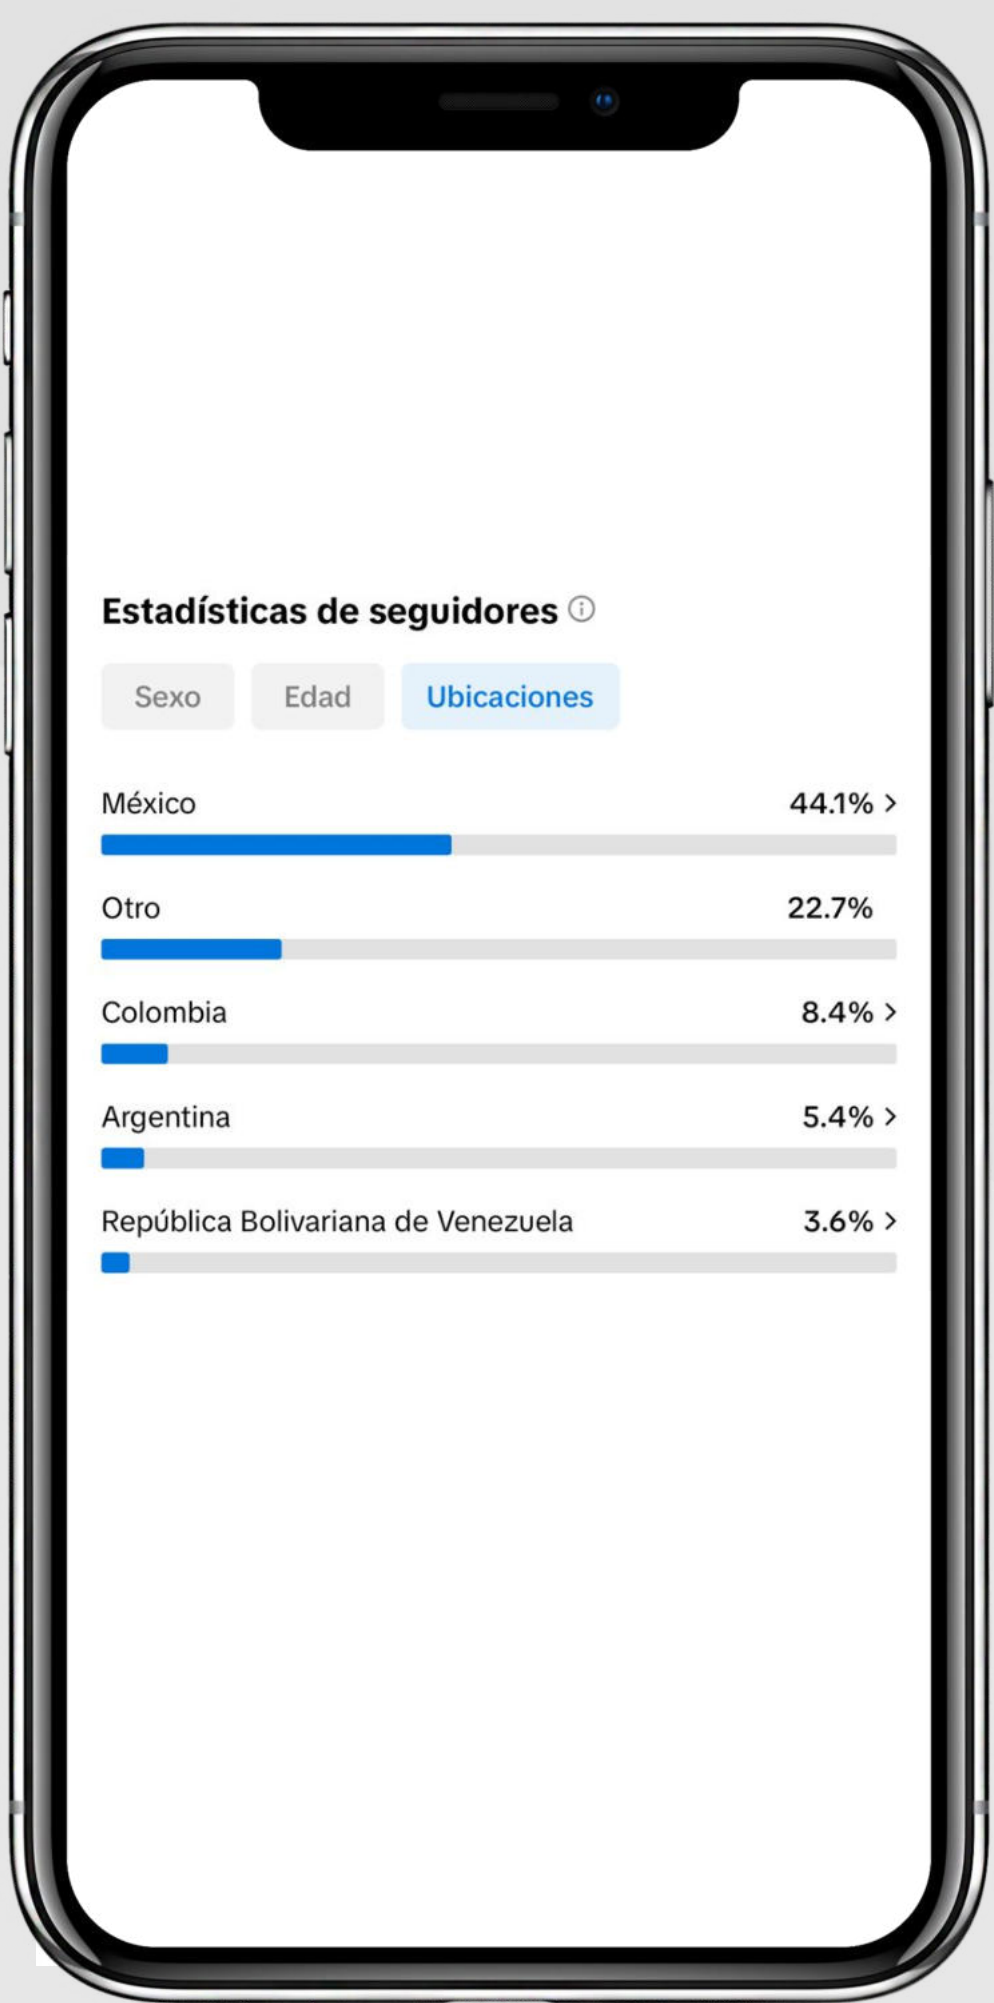 Estadísticas de seguidores
Sexo Edad Ubicaciones
México 44.1% >
Otro 22.7%
Colombia 8.4% >
Argentina 5.4% >
República Bolivariana de Venezuela 3.6% >